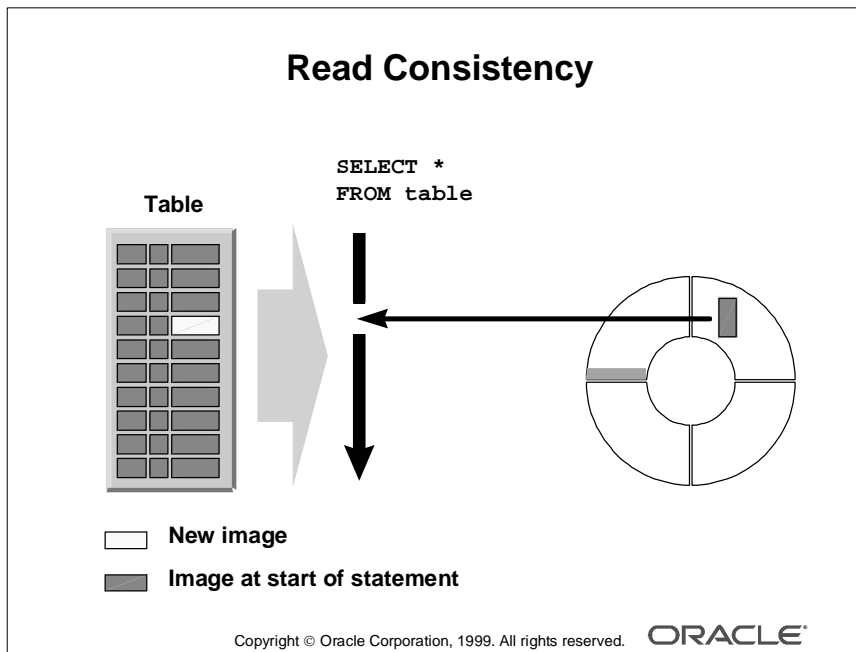 Read Consistency
SELECT *
FROM table
Table
New image
Image at start of statement
Copyright © Oracle Corporation, 1999. All rights reserved.
ORACLE®